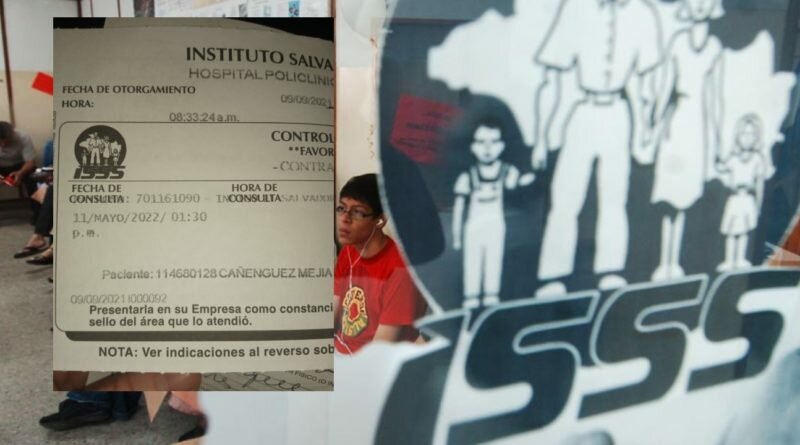 INSTITUTO SALVA
HOSPITAL POLICLINIC
FECHA DE OTORGAMIENTO
09/09/2021
HORA:
08:33:24 a.m.
CONTROL
**FAVOR
-CONTRA
ISSS
FECHA DE CONSULTA: 701161090 -
HORA DE CONSULTA SALVADOR
11/MAYO/2022/ 01:30
p.m.
Paciente: 114680128 CAÑENGUEZ MEJIA
09/09/2021I000092
Presentarla en su Empresa como constanci
sello del área que lo atendió.
NOTA: Ver indicaciones al reverso sob
ISSS